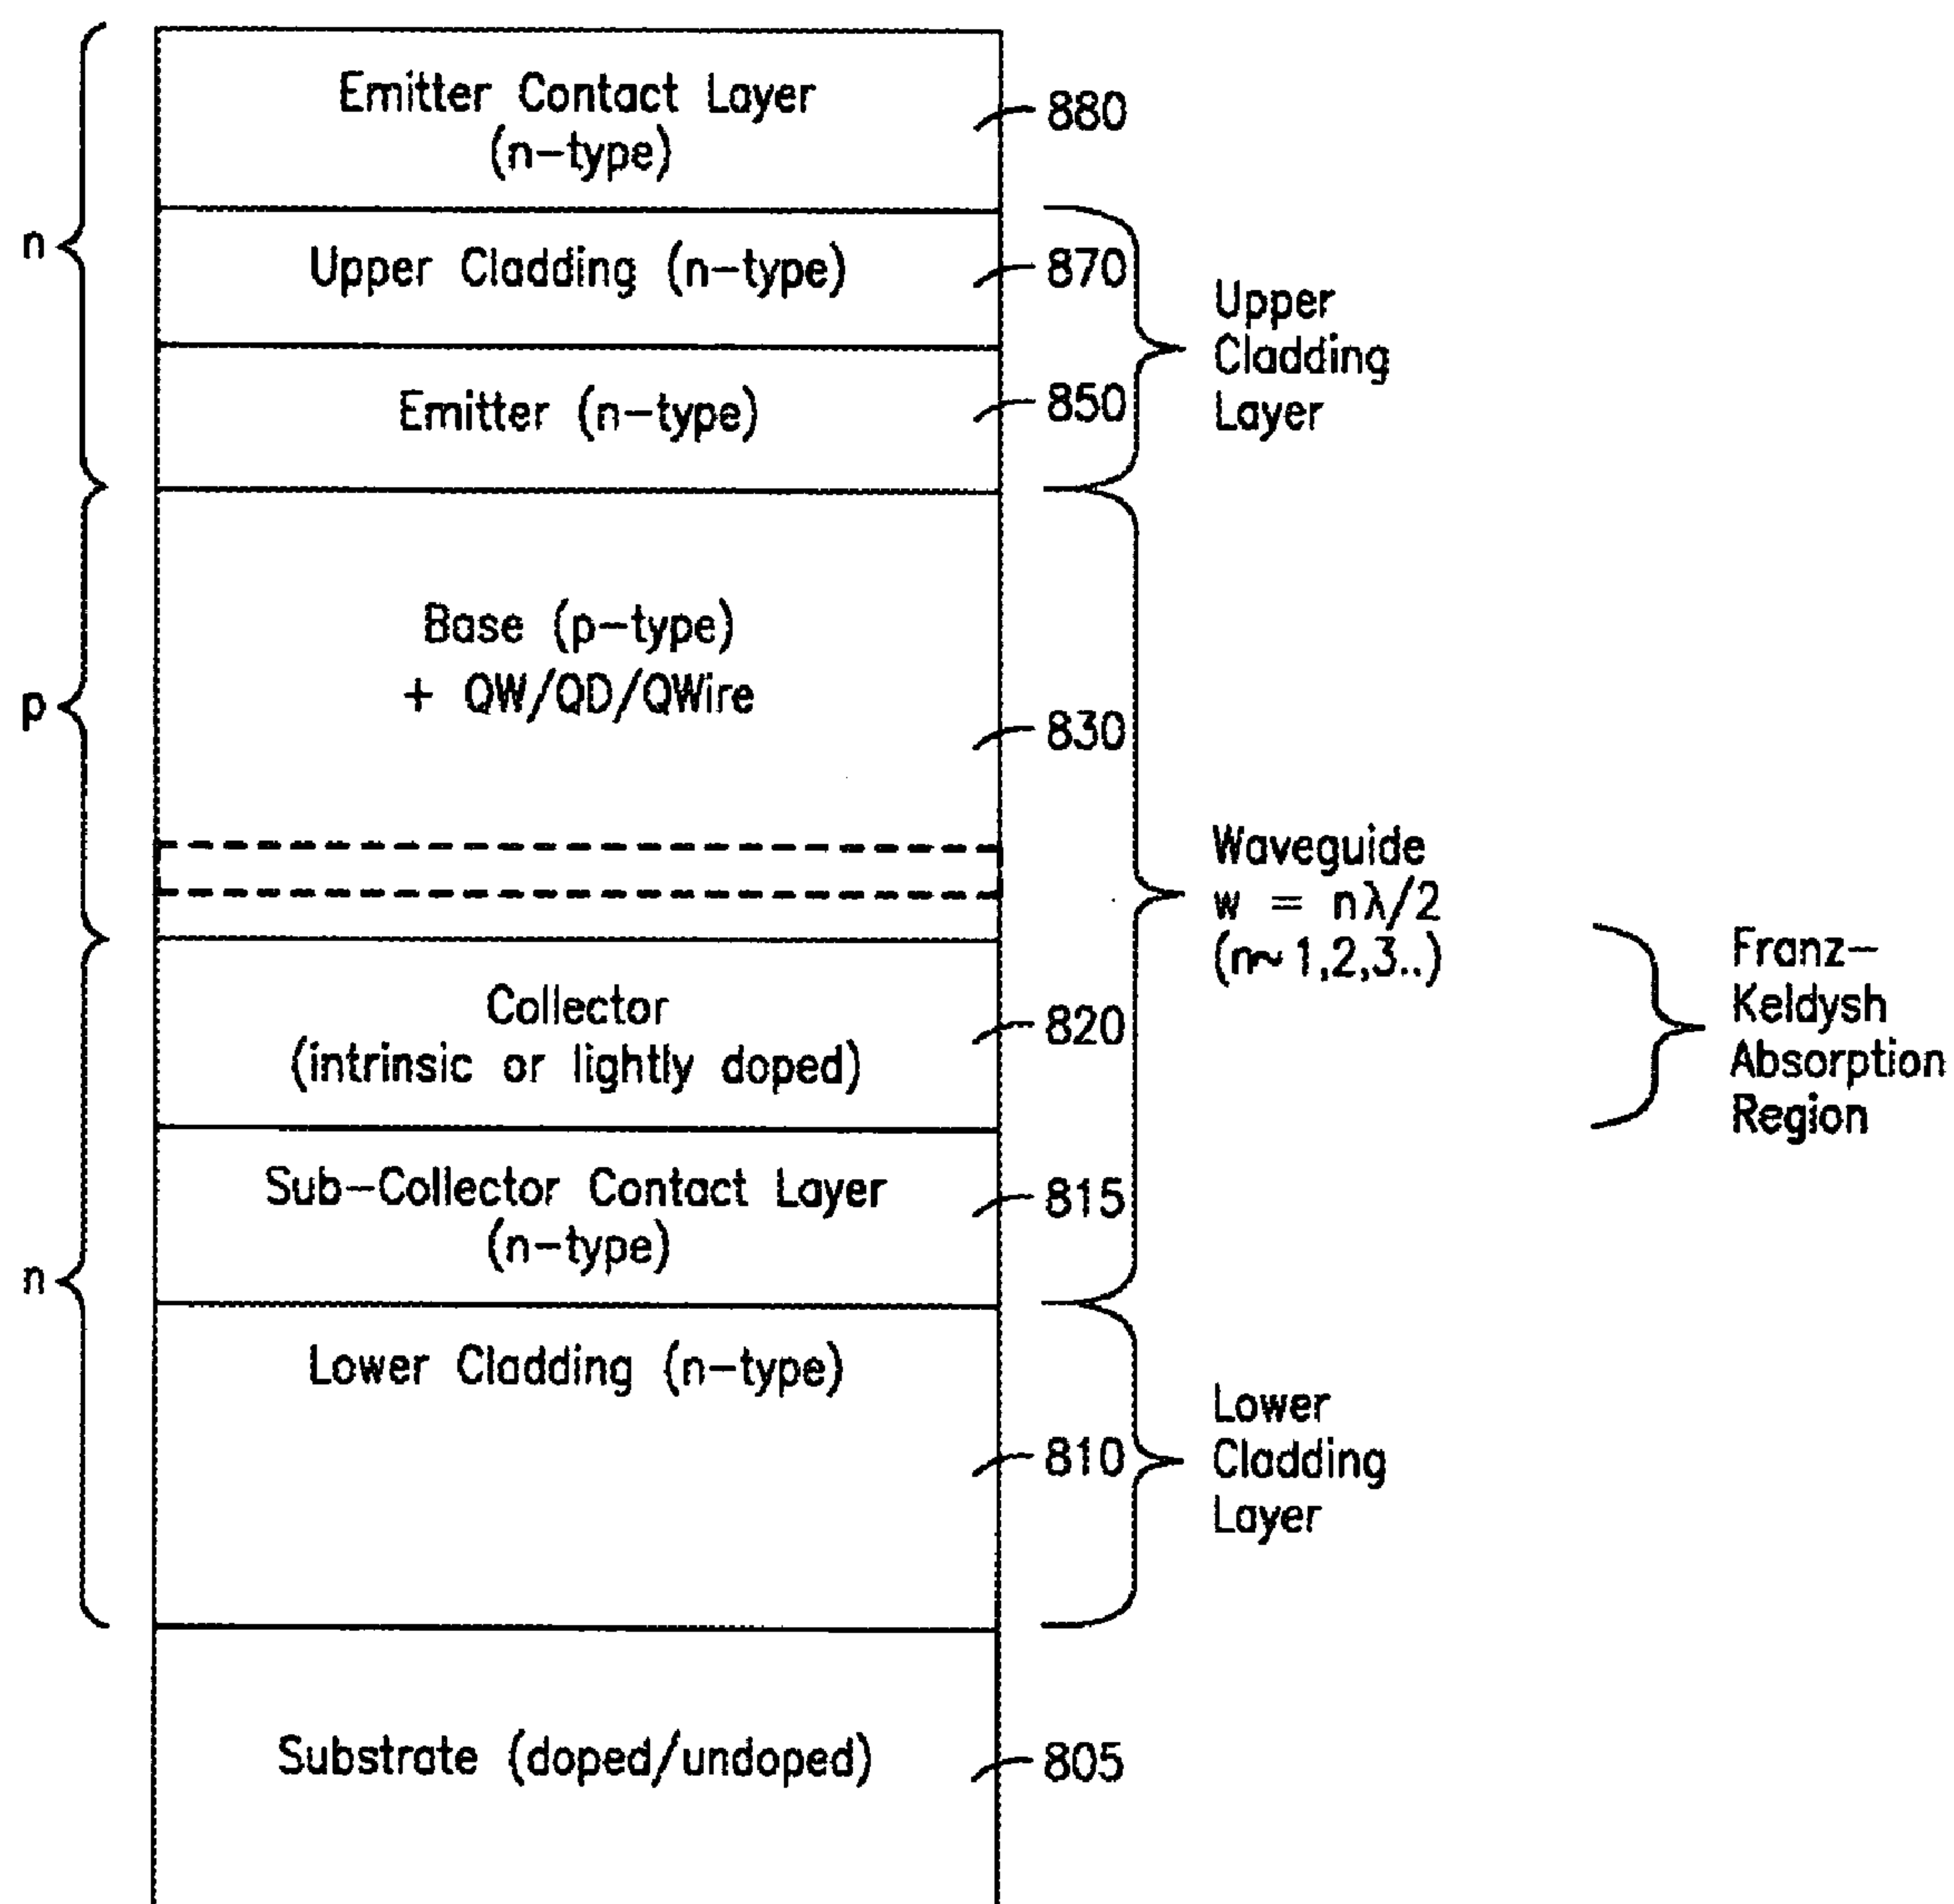 Emitter Contact Layer
(n-type)
880
n
Upper Cladding (n-type)
870
Upper
Cladding
Layer
Emitter (n-type)
850
Base (p-type)
+ QW/QD/QWire
p
830
Waveguide
w = nλ/2
(n~1,2,3..)
Franz-
Keldysh
Absorption
Region
Collector
(intrinsic or lightly doped)
820
Sub-Collector Contact Layer
(n-type)
815
n
Lower Cladding (n-type)
810
Lower
Cladding
Layer
Substrate (doped/undoped)
805